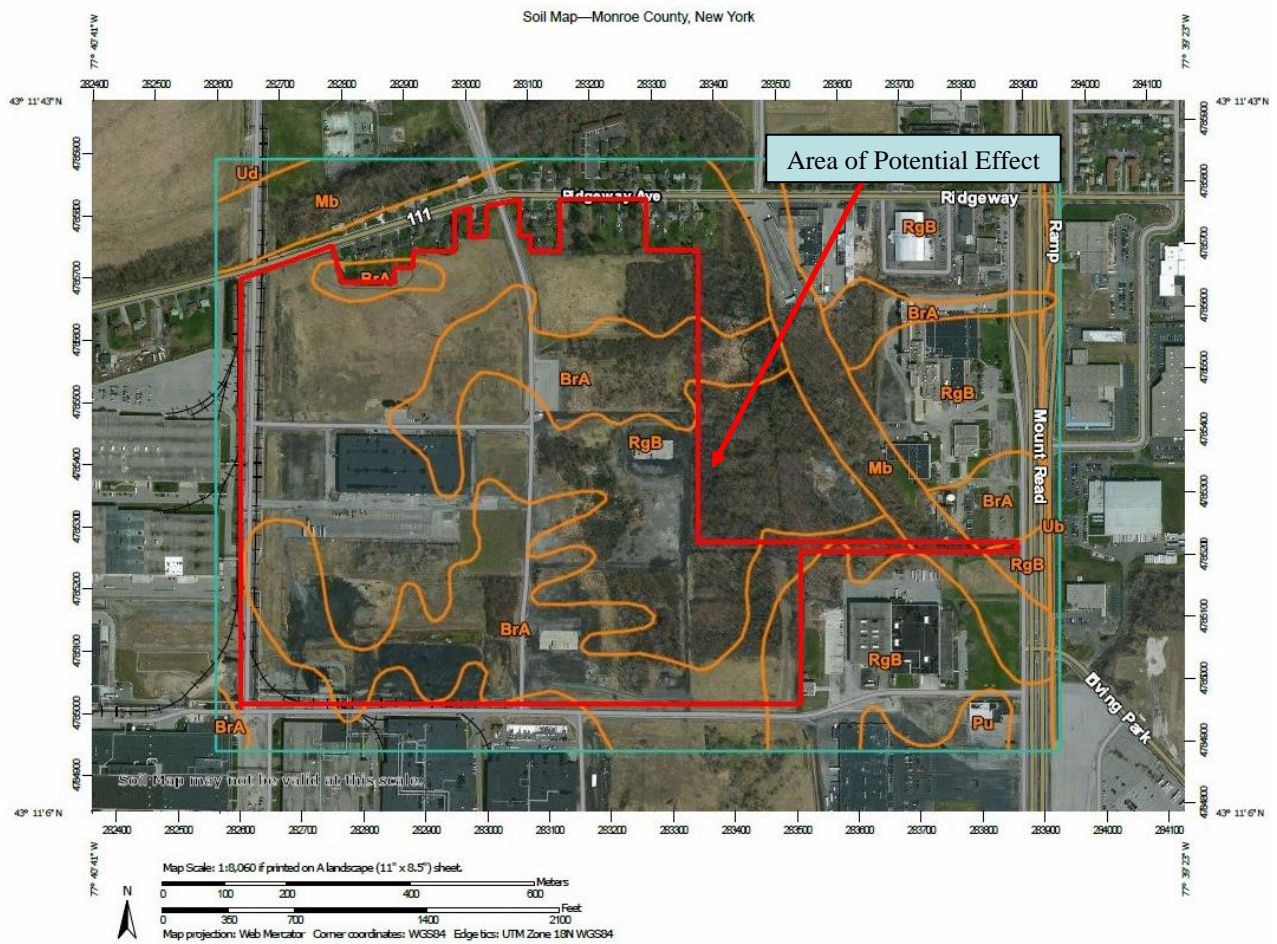 Soil Map—Monroe County, New York
77° 40' 41" W
77° 39' 23" W
282400 282500 282600 282700 282800 282900 283000 283100 283200 283300 283400 283500 283600 283700 283800 283900 284000 284100
43° 11' 43" N
43° 11' 43" N
Area of Potential Effect
Ud
Mb
111
Ridgeway Ave
Ridgeway
RgB
Ramp
BrA
BrA
BrA
RgB
RgB
Mb
Mount Read
BrA
Ub
RgB
BrA
RgB
BrA
Pu
Soil Map may not be valid at this scale.
43° 11' 6" N
43° 11' 6" N
282400 282500 282600 282700 282800 282900 283000 283100 283200 283300 283400 283500 283600 283700 283800 283900 284000 284100
77° 40' 41" W
77° 39' 23" W
Map Scale: 1:8,060 if printed on A landscape (11" x 8.5") sheet.
N
Meters
0 100 200 400 600
Feet
0 350 700 1400 2100
Map projection: Web Mercator Corner coordinates: WGS84 Edge tics: UTM Zone 18N WGS84